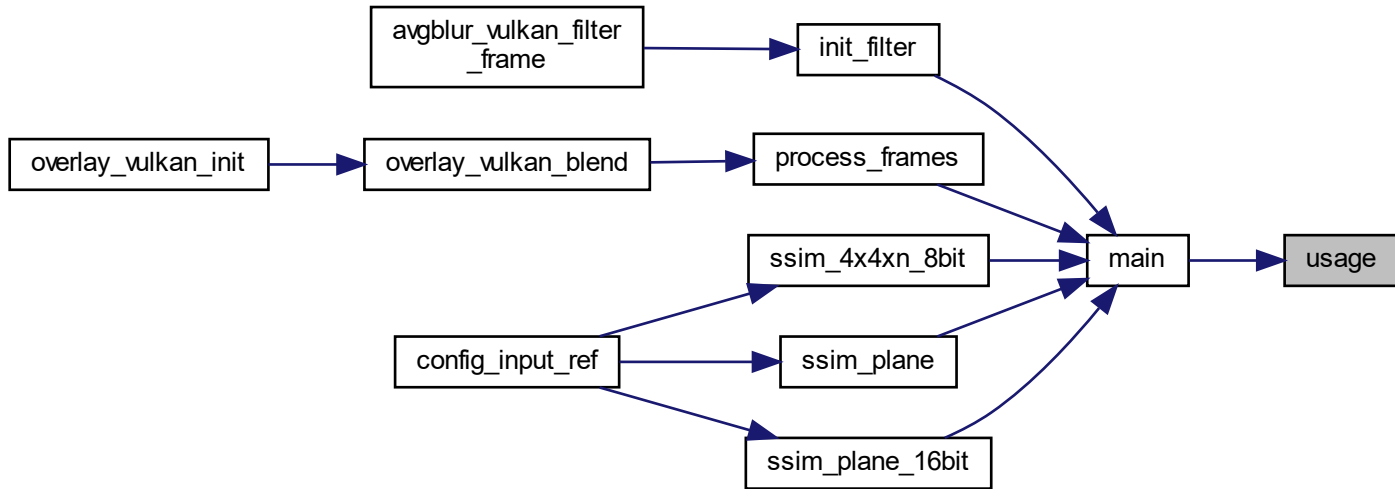 avgblur_vulkan_filter
_frame
init_filter
overlay_vulkan_init
overlay_vulkan_blend
process_frames
ssim_4x4xn_8bit
main
usage
config_input_ref
ssim_plane
ssim_plane_16bit